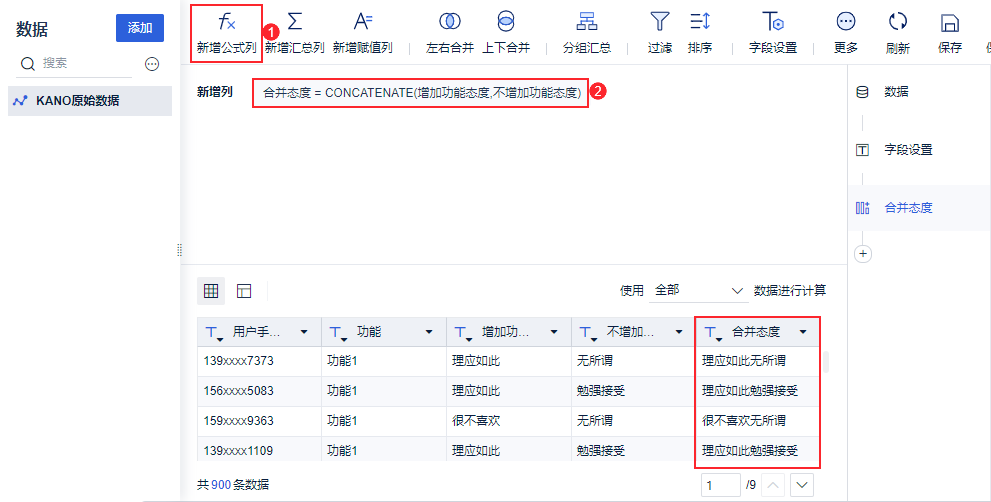 数据
添加
搜索
KANO原始数据
新增公式列 新增汇总列 新增赋值列 左右合并 上下合并 分组汇总 过滤 排序 字段设置 更多 刷新 保存
1
新增列 合并态度 = CONCATENATE(增加功能态度,不增加功能态度) 2
数据
字段设置
合并态度
使用 全部 数据进行计算
用户手... 功能 增加功... 不增加... 合并态度
139xxxx7373 功能1 理应如此 无所谓 理应如此无所谓
156xxxx5083 功能1 理应如此 勉强接受 理应如此勉强接受
159xxxx9363 功能1 很不喜欢 无所谓 很不喜欢无所谓
139xxxx1109 功能1 理应如此 勉强接受 理应如此勉强接受
共900条数据 1 /9